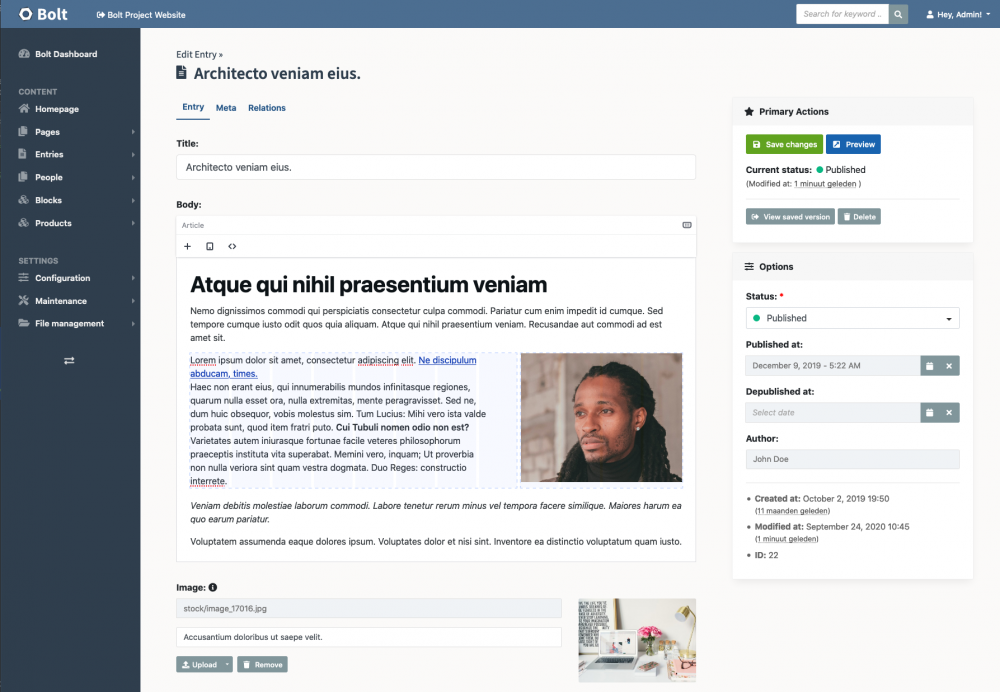 Bolt
Bolt Project Website
Search for keyword ...
Hey, Admin!
Bolt Dashboard
CONTENT
Homepage
Pages
Entries
People
Blocks
Products
SETTINGS
Configuration
Maintenance
File management
Edit Entry »
Architecto veniam eius.
Entry Meta Relations
Title:
Architecto veniam eius.
Body:
Article
Atque qui nihil praesentium veniam
Nemo dignissimos commodi qui perspiciatis consectetur culpa commodi. Pariatur cum enim impedit id cumque. Sed
tempore cumque iusto odit quos quia aliquam. Atque qui nihil praesentium veniam. Recusandae aut commodi ad est
amet sit.
Lorem ipsum dolor sit amet, consectetur adipiscing elit. Ne discipulum
abducam, times.
Haec non erant eius, qui innumerabilis mundos infinitasque regiones,
quarum nulla esset ora, nulla extremitas, mente peragravisset. Sed ne,
dum huic obsequor, vobis molestus sim. Tum Lucius: Mihi vero ista valde
probata sunt, quod item fratri puto. Cui Tubuli nomen odio non est?
Varietates autem iniurasque fortunae facile veteres philosophorum
praeceptis instituta vita superabat. Memini vero, inquam; Ut proverbia
non nulla veriora sint quam vestra dogmata. Duo Reges: constructio
interrete.
Veniam debitis molestiae laborum commodi. Labore tenetur rerum minus vel tempora facere similique. Maiores harum ea
quo earum pariatur.
Voluptatem assumenda eaque dolores ipsum. Voluptates dolor et nisi sint. Inventore ea distinctio voluptatum quam iusto.
Image:
stock/image_17016.jpg
Accusantium doloribus ut saepe velit.
Upload
Remove
Primary Actions
Save changes
Preview
Current status: Published
(Modified at: 1 minuut geleden )
View saved version
Delete
Options
Status: *
Published
Published at:
December 9, 2019 - 5:22 AM
Depublished at:
Select date
Author:
John Doe
Created at: October 2, 2019 19:50
(11 maanden geleden)
Modified at: September 24, 2020 10:45
(1 minuut geleden)
ID: 22